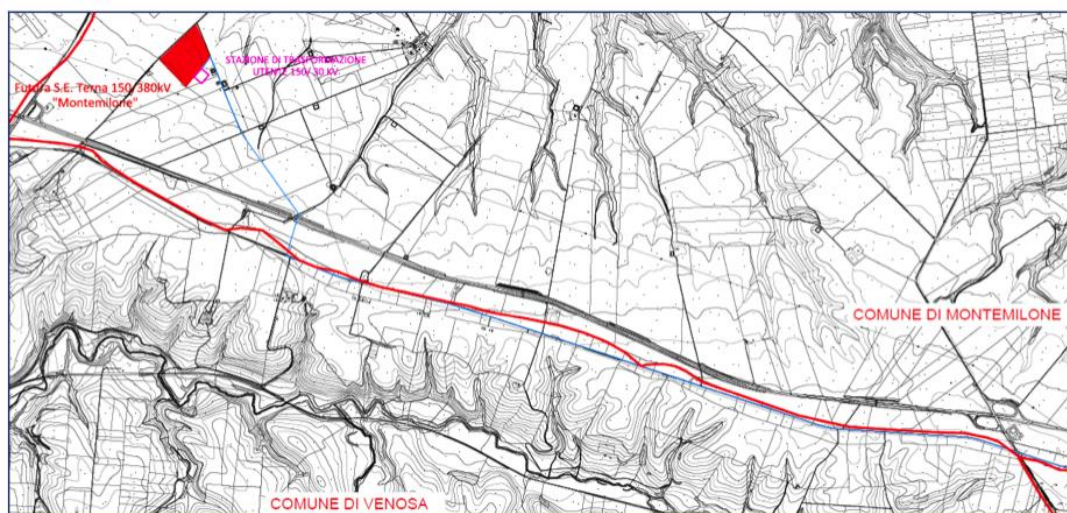 STAZIONE DI TRASFORMAZIONE
UTENTE 150/ 30 KV
Futura S.E. Terna 150/380kV
"Montemilone"
COMUNE DI MONTEMILONE
COMUNE DI VENOSA